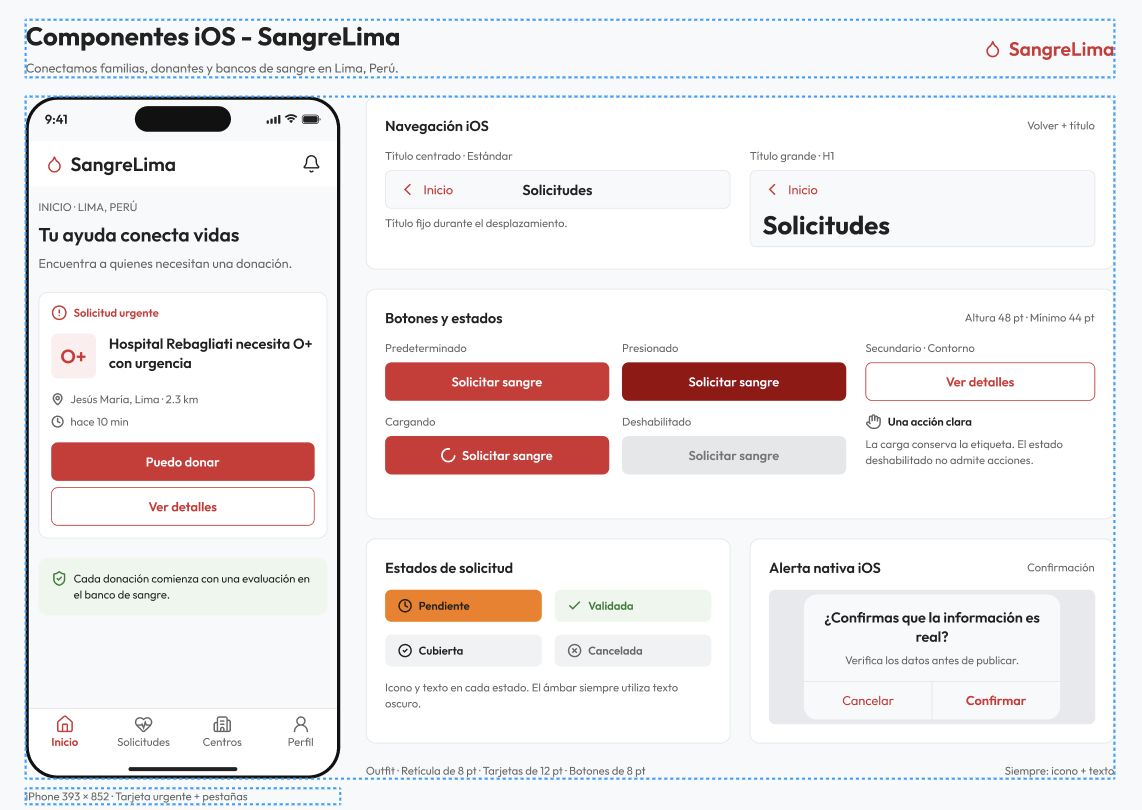 Componentes iOS - SangreLima
Conectamos familias, donantes y bancos de sangre en Lima, Perú.
SangreLima
9:41
SangreLima
INICIO · LIMA, PERÚ
Tu ayuda conecta vidas
Encuentra a quienes necesitan una donación.
Solicitud urgente
O+
Hospital Rebagliati necesita O+
con urgencia
Jesús María, Lima · 2.3 km
hace 10 min
Puedo donar
Ver detalles
Cada donación comienza con una evaluación en
el banco de sangre.
Inicio
Solicitudes
Centros
Perfil
iPhone 393 × 852 · Tarjeta urgente + pestañas
Navegación iOS
Volver + título
Título centrado · Estándar
Inicio
Solicitudes
Título fijo durante el desplazamiento.
Título grande · H1
Inicio
Solicitudes
Botones y estados
Altura 48 pt · Mínimo 44 pt
Predeterminado
Solicitar sangre
Presionado
Solicitar sangre
Secundario · Contorno
Ver detalles
Cargando
Solicitar sangre
Deshabilitado
Solicitar sangre
Una acción clara
La carga conserva la etiqueta. El estado
deshabilitado no admite acciones.
Estados de solicitud
Pendiente
Validada
Cubierta
Cancelada
Icono y texto en cada estado. El ámbar siempre utiliza texto
oscuro.
Alerta nativa iOS
Confirmación
¿Confirmas que la información es
real?
Verifica los datos antes de publicar.
Cancelar
Confirmar
Outfit · Retícula de 8 pt · Tarjetas de 12 pt · Botones de 8 pt
Siempre: icono + texto